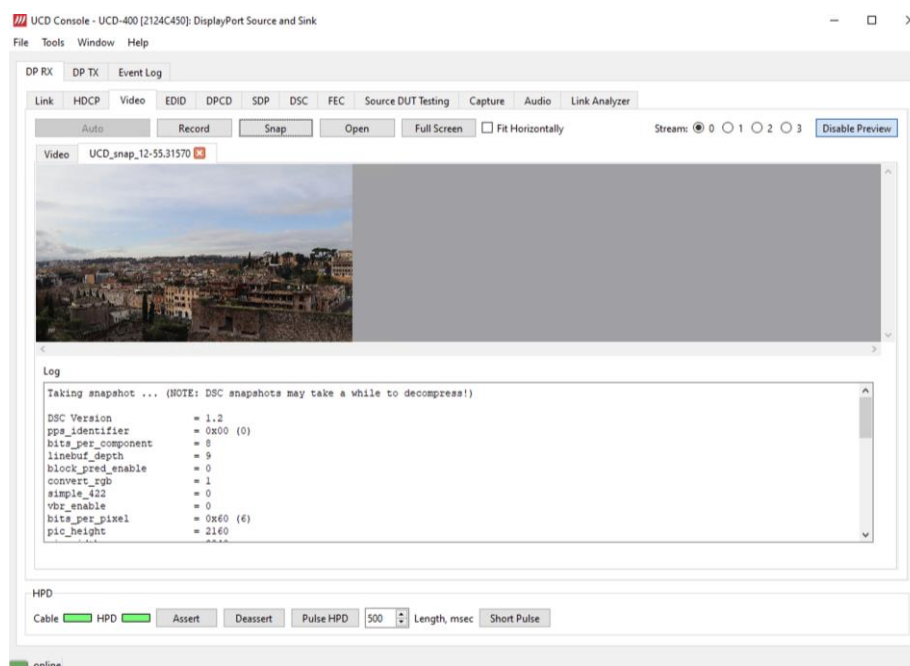 UCD Console - UCD-400 [2124C450]: DisplayPort Source and Sink
File Tools Window Help
DP RX DP TX Event Log
Link HDCP Video EDID DPCD SDP DSC FEC Source DUT Testing Capture Audio Link Analyzer
Auto Record Snap Open Full Screen Fit Horizontally Stream: 0 1 2 3 Disable Preview
Video UCD_snap_12-55.31570
Log
Taking snapshot ... (NOTE: DSC snapshots may take a while to decompress!)
DSC Version = 1.2
pps_identifier = 0x00 (0)
bits_per_component = 8
linebuf_depth = 9
block_pred_enable = 0
convert_rgb = 1
simple_422 = 0
vbr_enable = 0
bits_per_pixel = 0x60 (6)
pic_height = 2160
HPD
Cable HPD Assert Deassert Pulse HPD 500 Length, msec Short Pulse
online